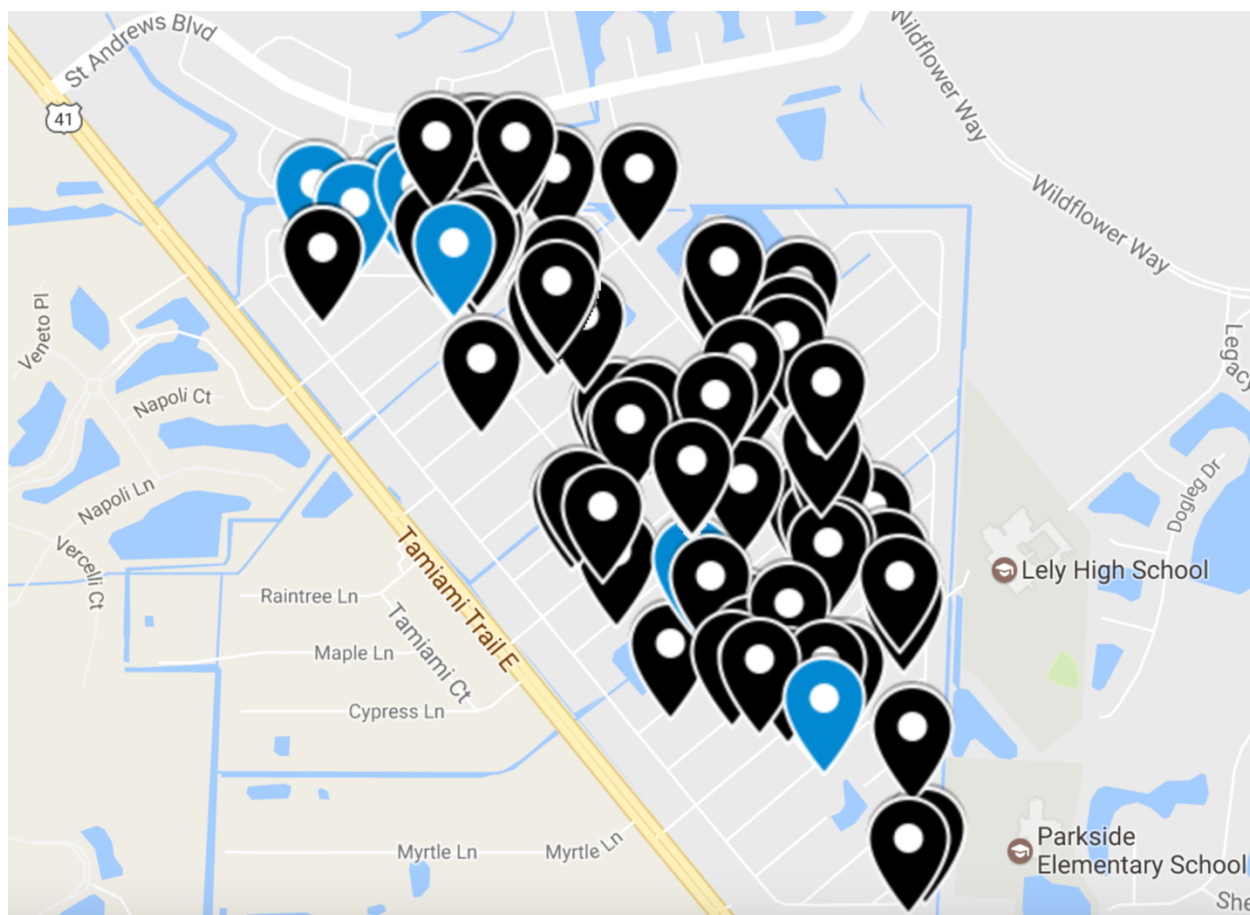 St Andrews Blvd
41
Wildflower Way
Wildflower Way
Veneto Pl
Legacy
Napoli Ct
Napoli Ln
Dogleg Dr
Vercelli Ct
Tamiami Trail E
Raintree Ln
Tamiami Ct
Maple Ln
Cypress Ln
Lely High School
Myrtle Ln
Myrtle Ln
Parkside
Elementary School
She